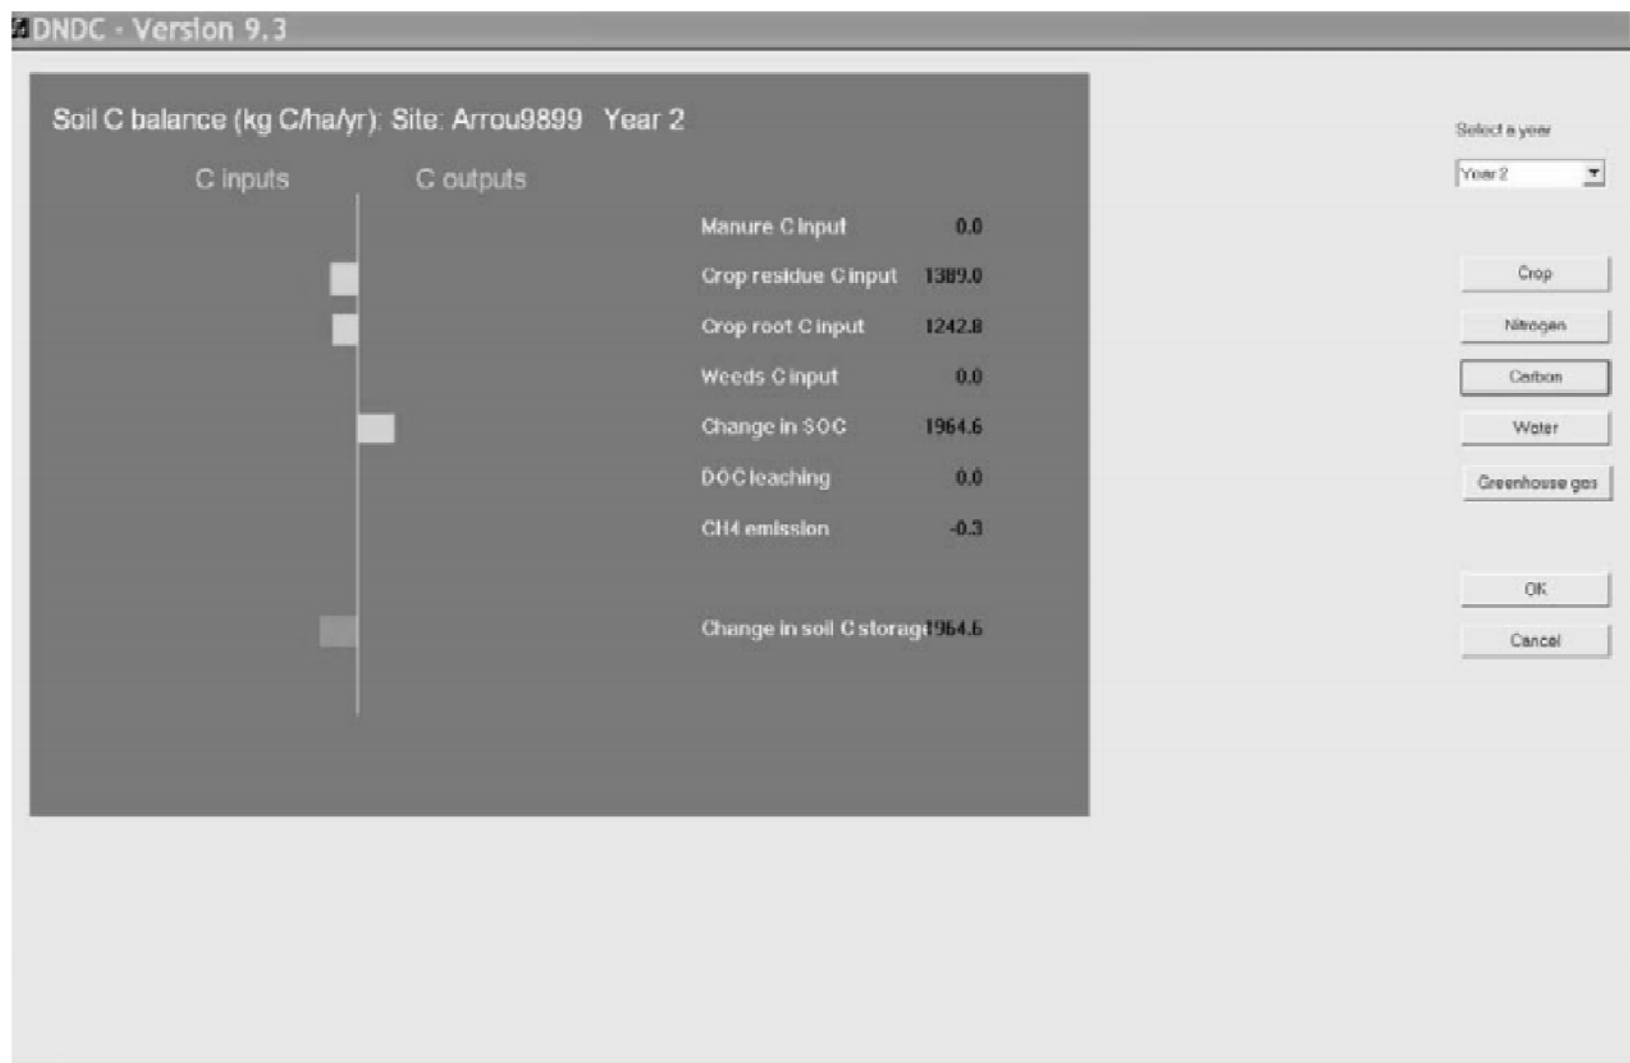 DNDC - Version 9.3
Soil C balance (kg C/ha/yr): Site: Arrou9899 Year 2
C inputs C outputs
Manure C input 0.0
Crop residue C input 1389.0
Crop root C input 1242.8
Weeds C input 0.0
Change in SOC 1964.6
DOC leaching 0.0
CH4 emission -0.3
Change in soil C storage 1964.6
Select a year
Year 2
Crop
Nitrogen
Carbon
Water
Greenhouse gas
OK
Cancel